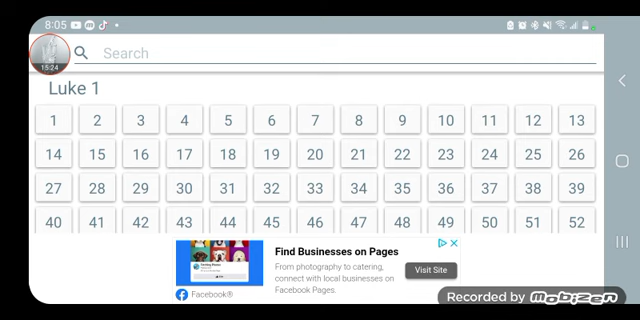 8:05
15:24
Search
Luke 1
1 2 3 4 5 6 7 8 9 10 11 12 13
14 15 16 17 18 19 20 21 22 23 24 25 26
27 28 29 30 31 32 33 34 35 36 37 38 39
40 41 42 43 44 45 46 47 48 49 50 51 52
Find Businesses on Pages
From photography to catering,
connect with local businesses on
Facebook Pages.
Visit Site
Facebook®
Recorded by Mobizen